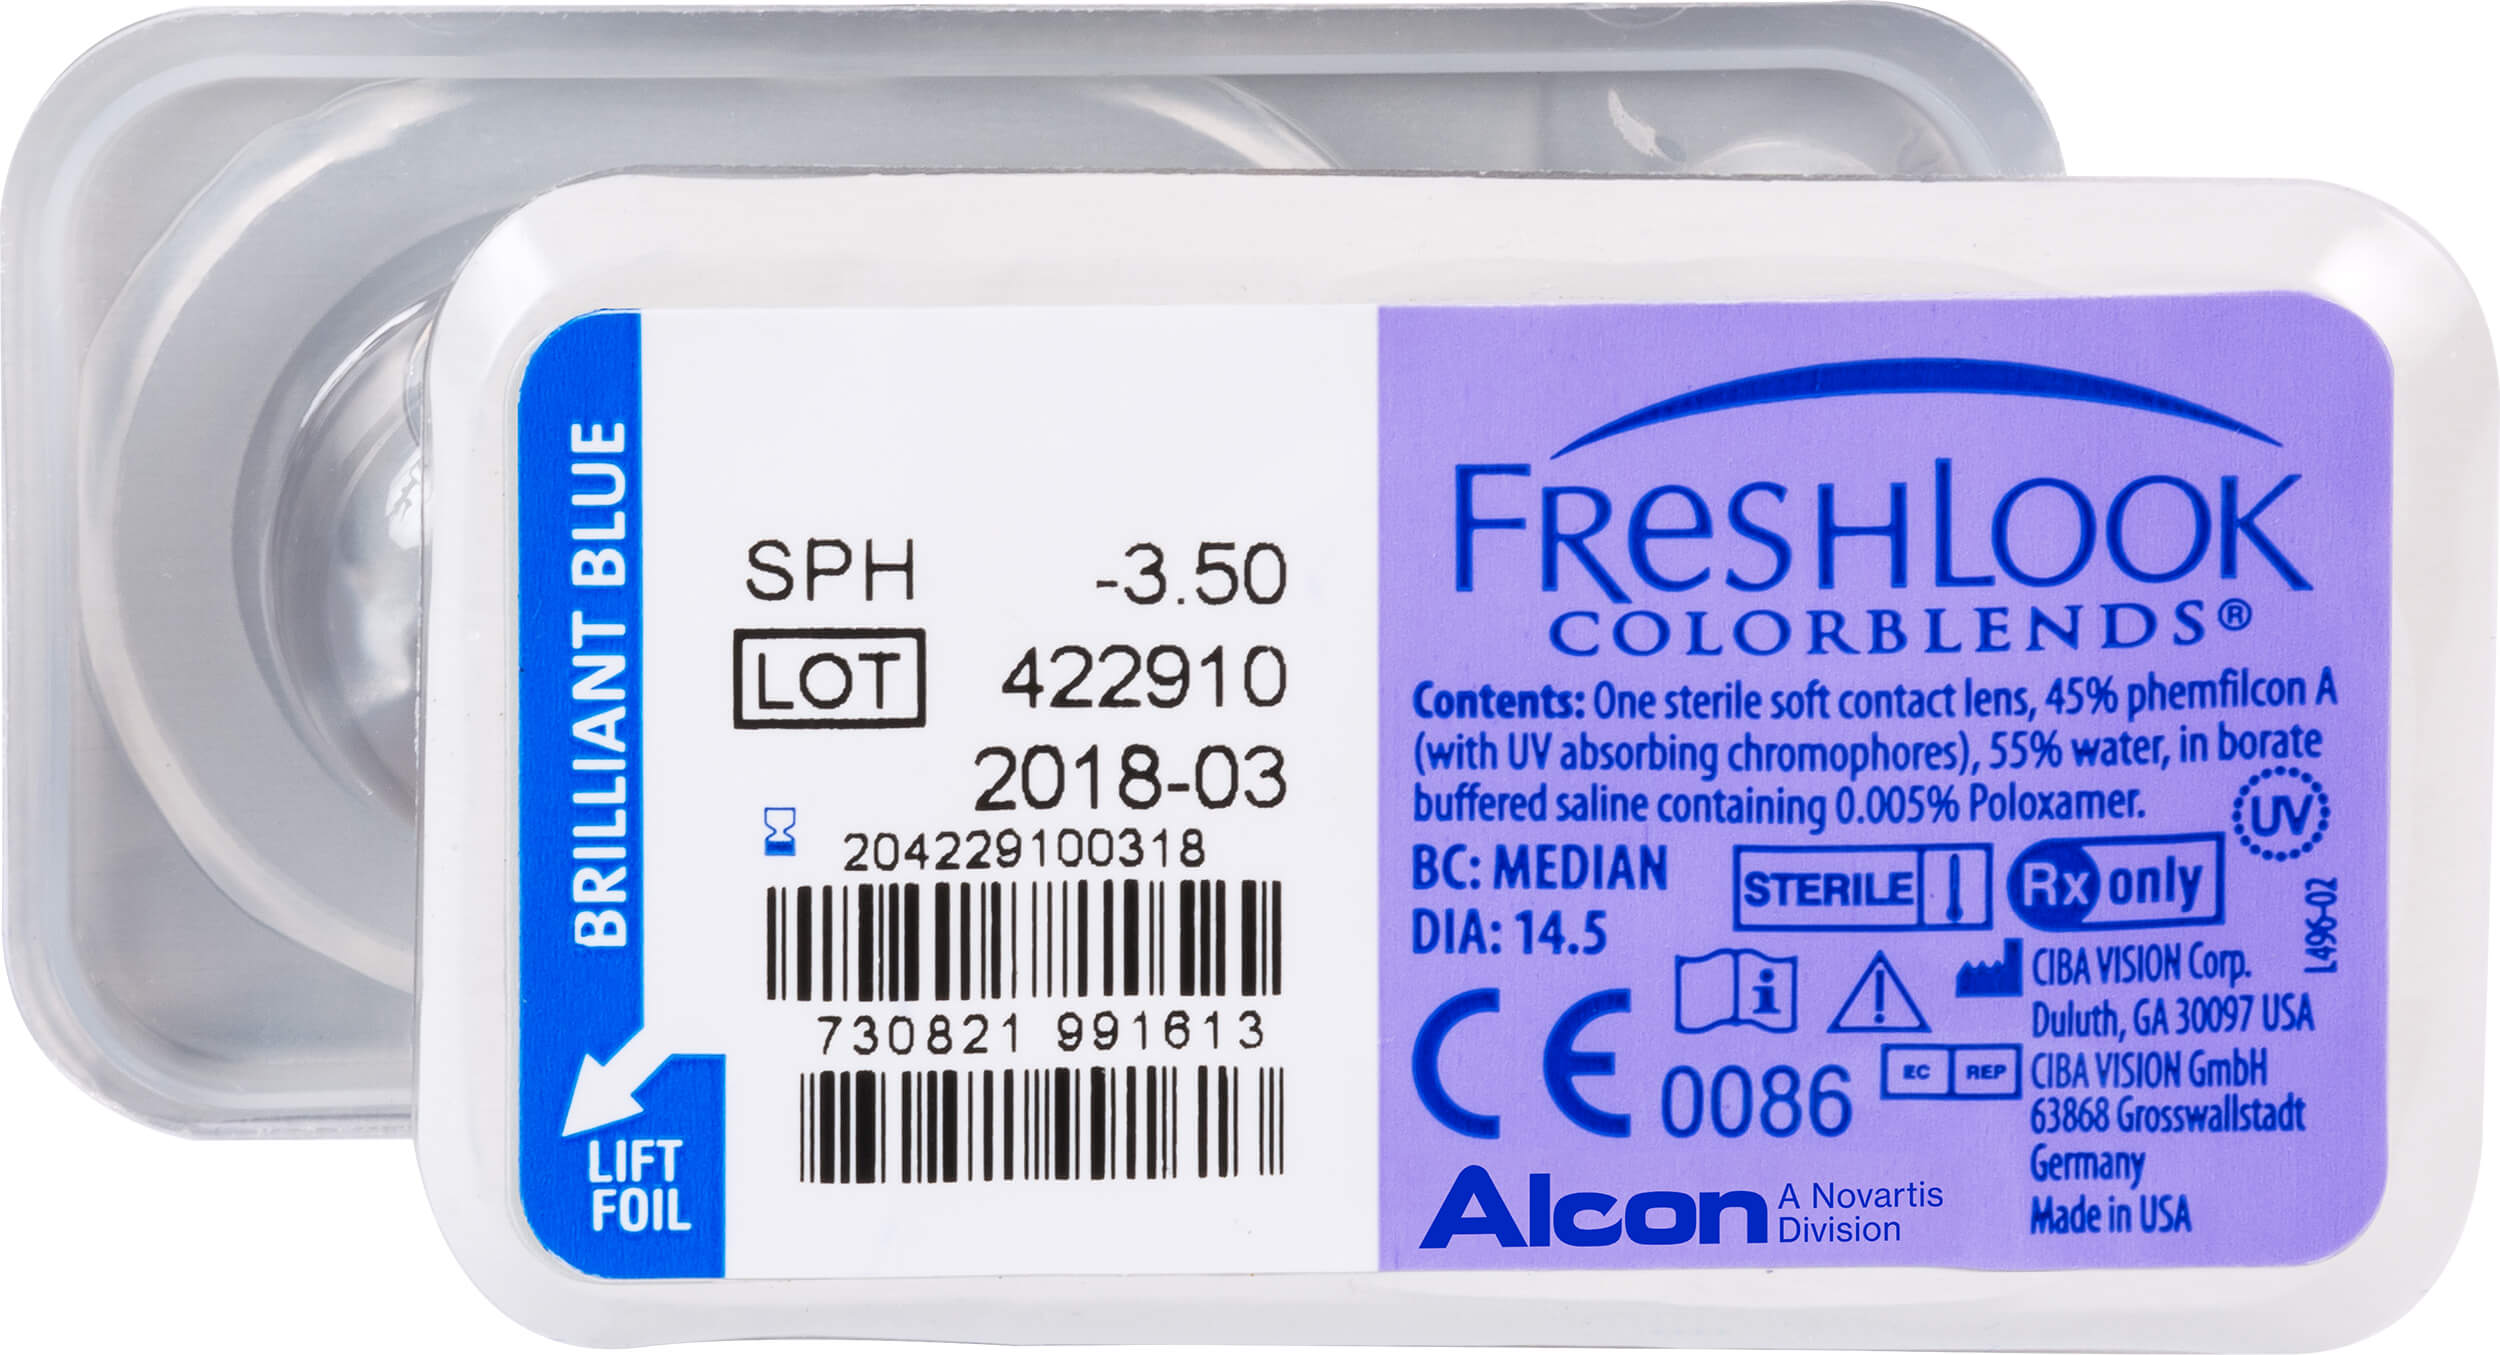 BRILLIANT BLUE
LIFT
FOIL
SPH -3.50
LOT 422910
2018-03
204229100318
730821 991613
FRESHLOOK
COLORBLENDS®
Contents: One sterile soft contact lens, 45% phemfilcon A
(with UV absorbing chromophores), 55% water, in borate
buffered saline containing 0.005% Poloxamer.
UV
BC: MEDIAN
DIA: 14.5
STERILE
Rx only
L496-02
CIBA VISION Corp.
Duluth, GA 30097 USA
CE 0086
EC REP
CIBA VISION GmbH
63868 Grosswallstadt
Germany
Made in USA
Alcon A Novartis
Division